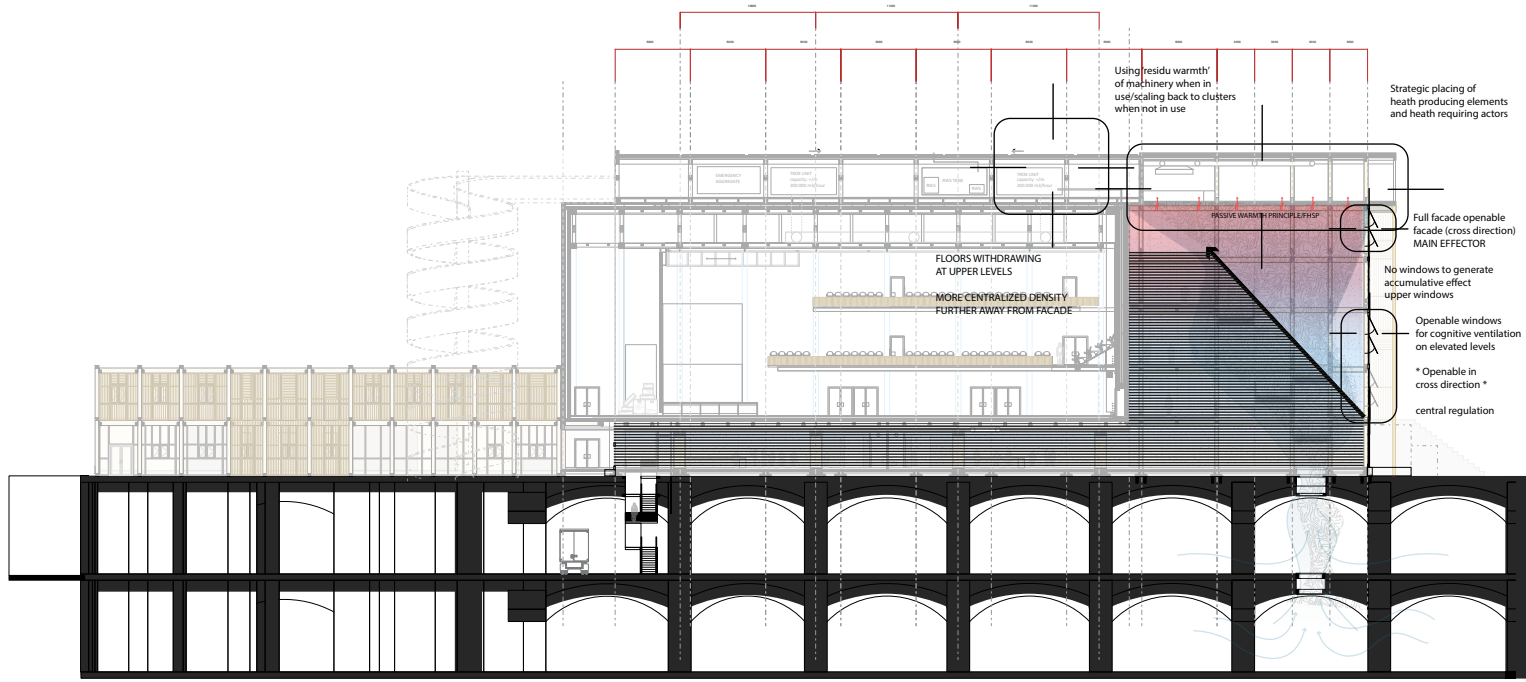 Using 'residu warmth'
of machinery when in
use/scaling back to clusters
when not in use
Strategic placing of
heath producing elements
and heath requiring actors
EMERGENCY
AGGREGATE
PASSIVE WARMTH PRINCIPLE/FHSP
Full facade openable
facade (cross direction)
MAIN EFFECTOR
FLOORS WITHDRAWING
AT UPPER LEVELS
MORE CENTRALIZED DENSITY
FURTHER AWAY FROM FACADE
No windows to generate
accumulative effect
upper windows
Openable windows
for cognitive ventilation
on elevated levels
* Openable in
cross direction *
central regulation